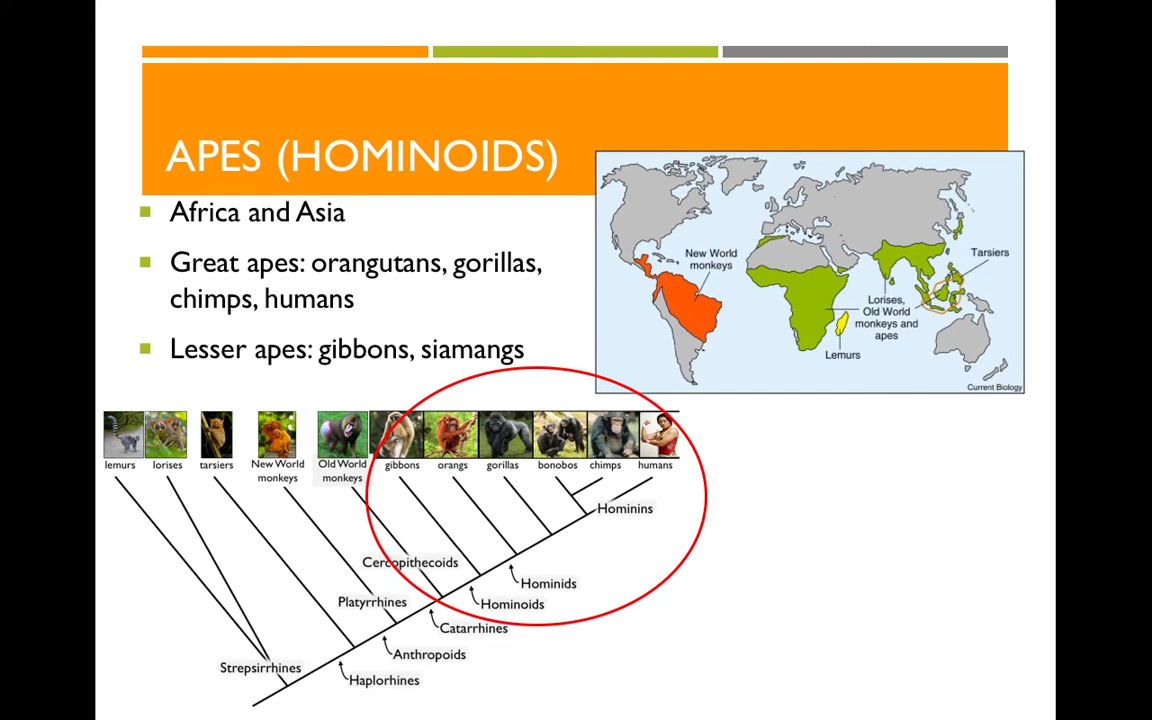 APES (HOMINOIDS)
Africa and Asia
Great apes: orangutans, gorillas,
chimps, humans
Lesser apes: gibbons, siamangs
New World
monkeys
Tarsiers
Lorises,
Old World
monkeys and
apes
Lemurs
Current Biology
lemurs
lorises
tarsiers
New World
monkeys
Old World
monkeys
gibbons
orangs
gorillas
bonobos
chimps
humans
Hominins
Cercopithecoids
Hominids
Platyrrhines
Hominoids
Catarrhines
Anthropoids
Strepsirrhines
Haplorhines